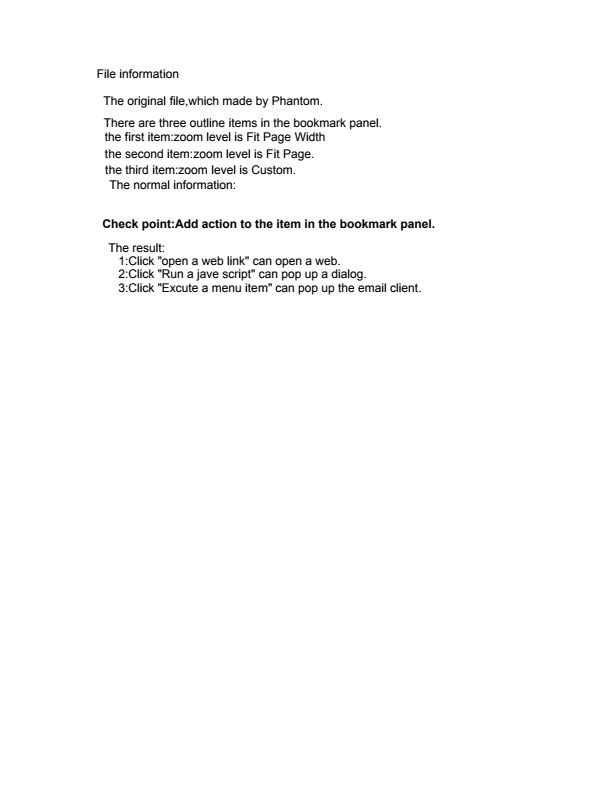 File information
The original file,which made by Phantom.
There are three outline items in the bookmark panel.
the first item:zoom level is Fit Page Width
the second item:zoom level is Fit Page.
the third item:zoom level is Custom.
The normal information:
Check point:Add action to the item in the bookmark panel.
The result:
1:Click "open a web link" can open a web.
2:Click "Run a jave script" can pop up a dialog.
3:Click "Excute a menu item" can pop up the email client.